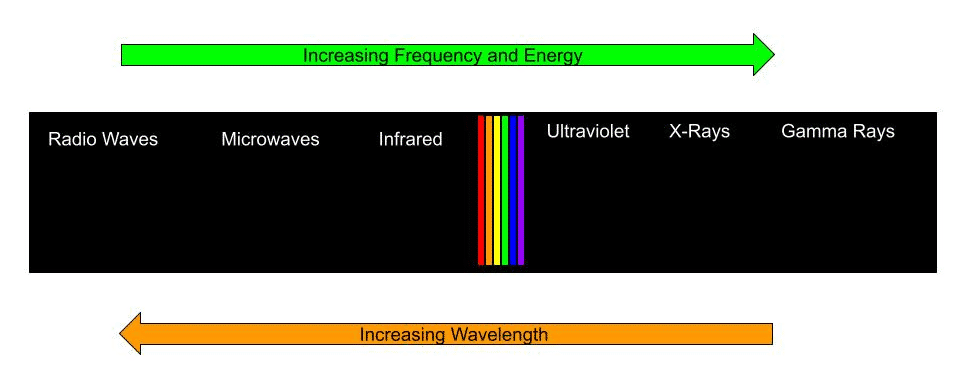 Increasing Frequency and Energy
Radio Waves Microwaves Infrared Ultraviolet X-Rays Gamma Rays
Increasing Wavelength